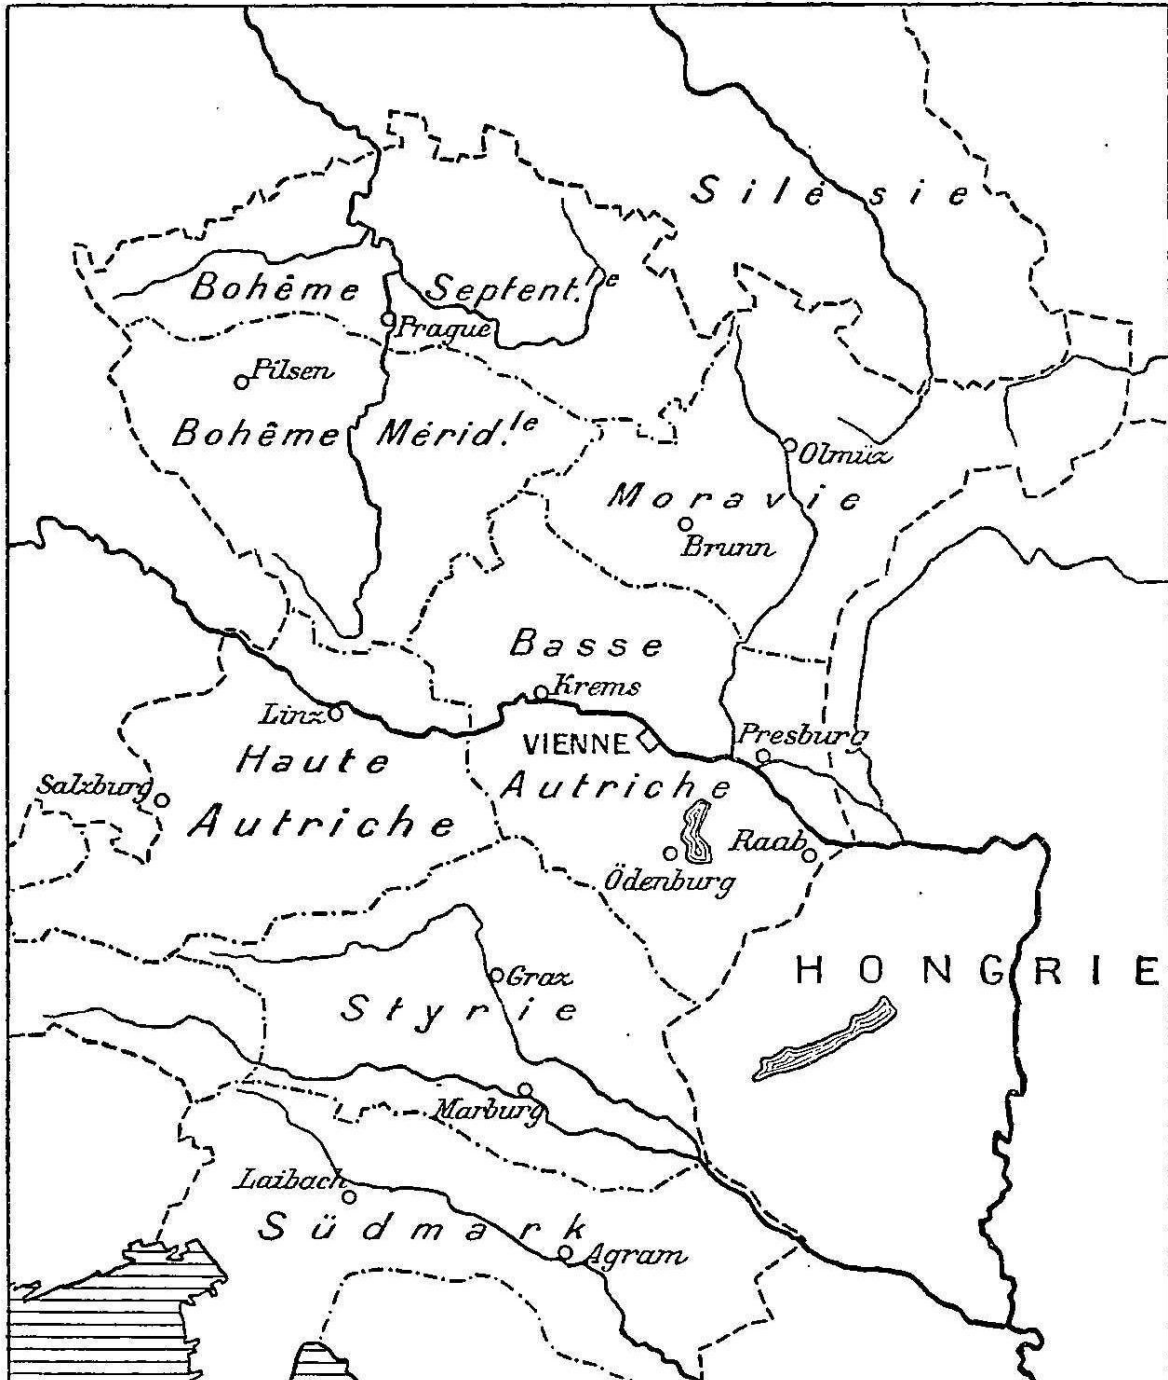 Silésie
Bohême Septent.le
Prague
Pilsen
Bohême Mérid.le
Olmüz
Moravie
Brunn
Basse
Krems
Linz
VIENNE
Presburg
Haute
Autriche
Salzburg
Autriche
Raab
Ödenburg
HONGRIE
Graz
Styrie
Marburg
Laibach
Südmark
Agram